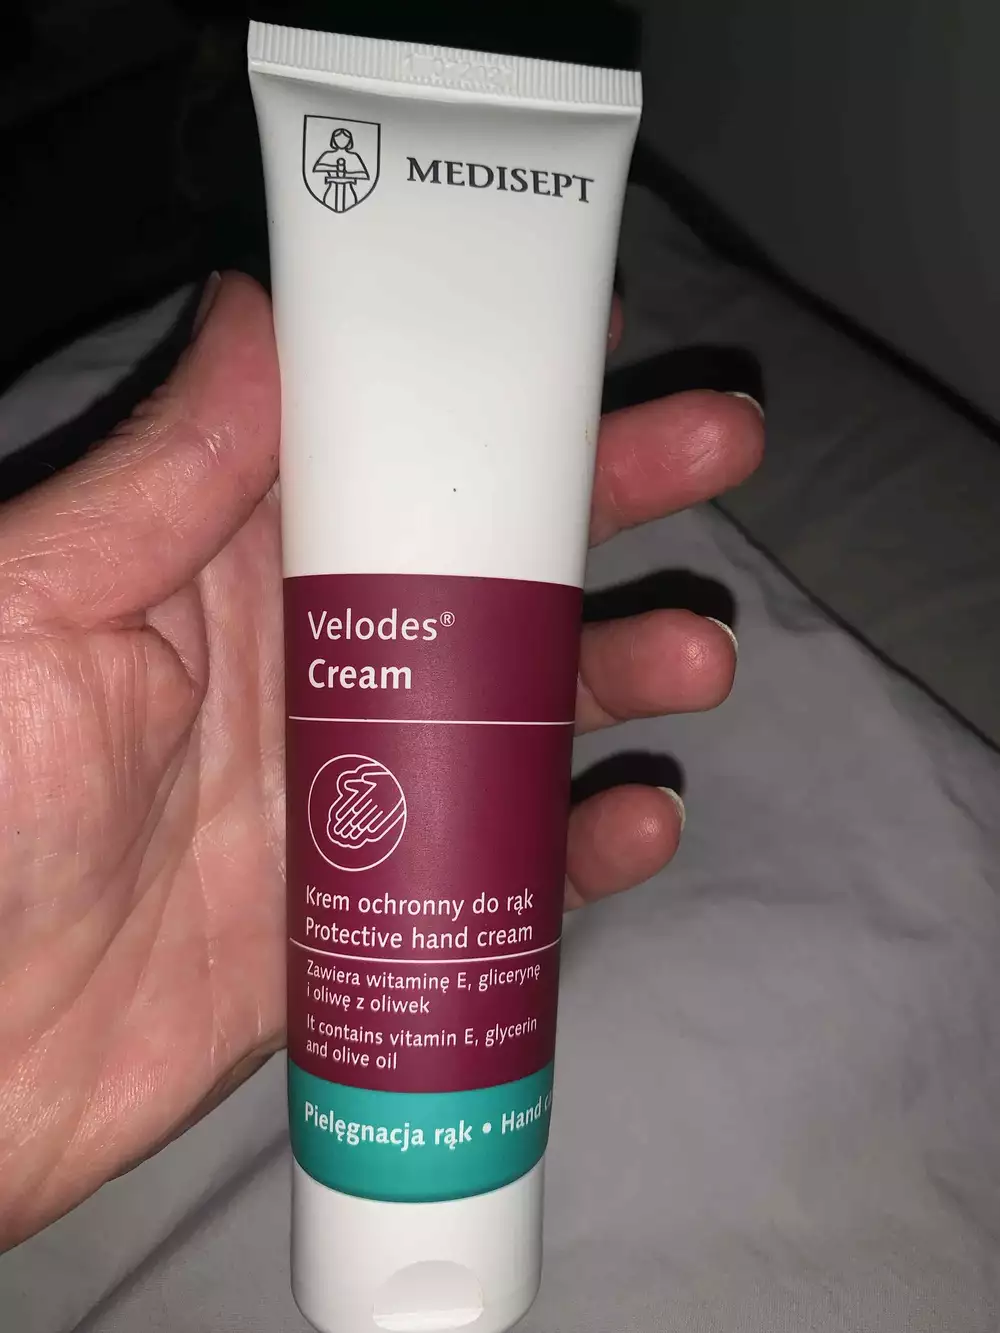 MEDISEPT
Velodes®
Cream
Krem ochronny do rąk
Protective hand cream
Zawiera witaminę E, glicerynę
i oliwę z oliwek
It contains vitamin E, glycerin
and olive oil
Pielęgnacja rąk • Hand